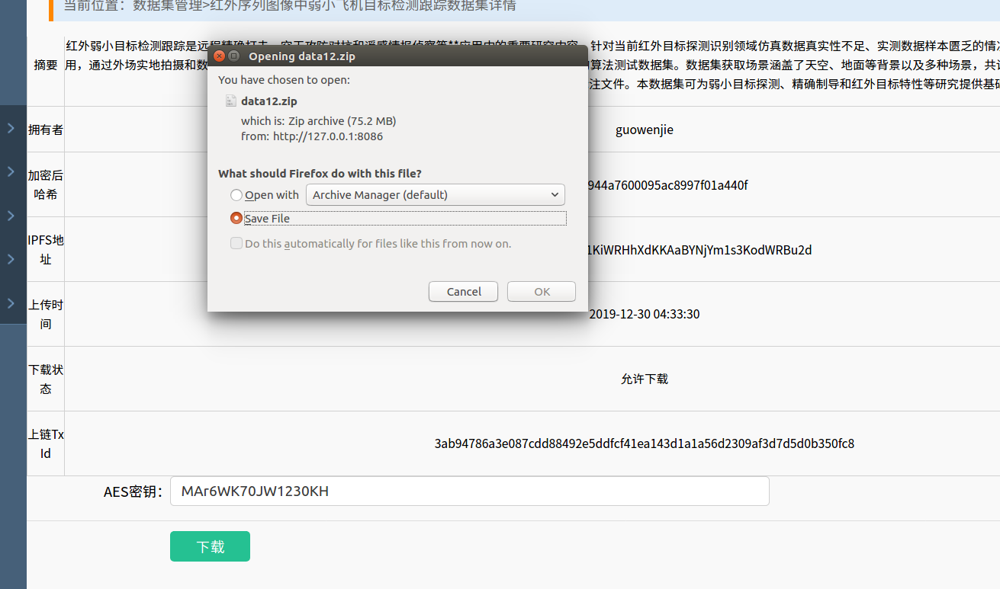 当前位置：数据集管理>红外序列图像中弱小飞机目标检测跟踪数据集详情
摘要
红外弱小目标检测跟踪是远程精确打击、空天攻防对抗和遥感情报侦察等**应用中的重要研究内容。针对当前红外目标探测识别领域仿真数据真实性不足、实测数据样本匮乏的情
用，通过外场实地拍摄和数
算法测试数据集。数据集获取场景涵盖了天空、地面等背景以及多种场景，共
注文件。本数据集可为弱小目标探测、精确制导和红外目标特性等研究提供基础
Opening data12.zip
You have chosen to open:
data12.zip
which is: Zip archive (75.2 MB)
from: http://127.0.0.1:8086
What should Firefox do with this file?
Open with
Archive Manager (default)
Save File
Do this automatically for files like this from now on.
Cancel
OK
拥有者
guowenjie
加密后
哈希
944a7600095ac8997f01a440f
IPFS地
址
1KiWRHhXdKKAaBYNjYm1s3KodWRBu2d
上传时
间
2019-12-30 04:33:30
下载状
态
允许下载
上链Tx
Id
3ab94786a3e087cdd88492e5ddfcf41ea143d1a1a56d2309af3d7d5d0b350fc8
AES密钥：
MAr6WK70JW1230KH
下载